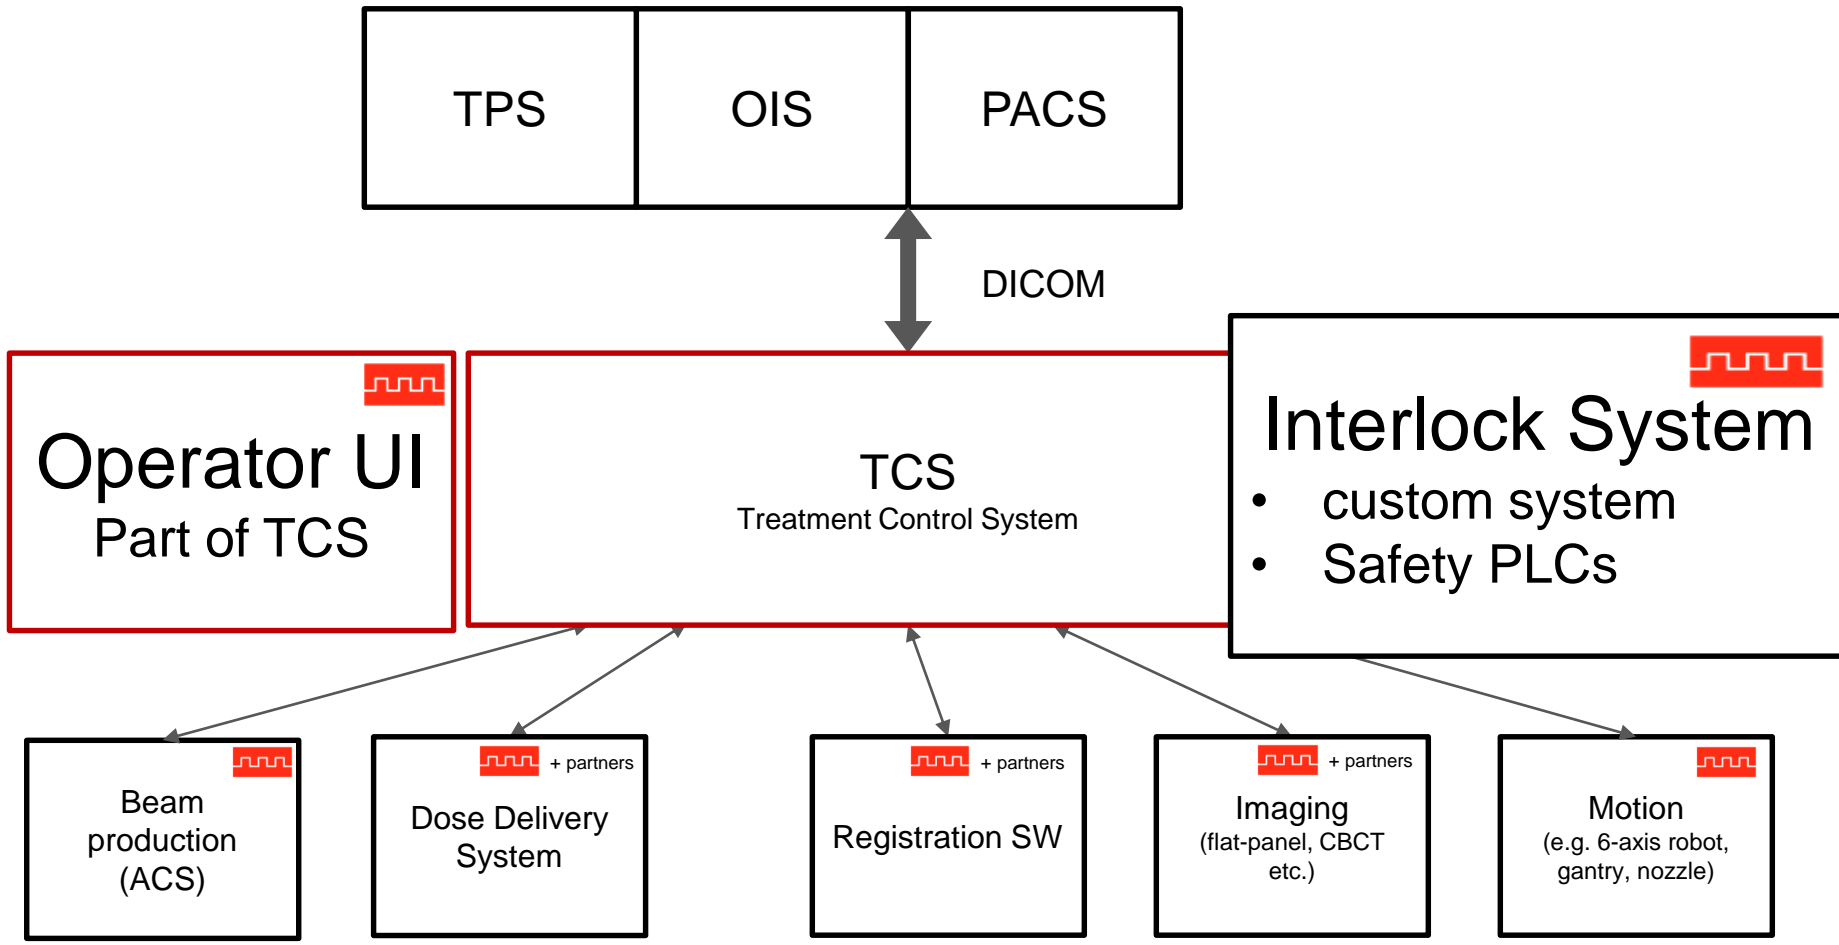 TPS
OIS
PACS
DICOM
Operator UI
Part of TCS
TCS
Treatment Control System
Interlock System
• custom system
• Safety PLCs
Beam
production
(ACS)
+ partners
Dose Delivery
System
+ partners
Registration SW
+ partners
Imaging
(flat-panel, CBCT
etc.)
Motion
(e.g. 6-axis robot,
gantry, nozzle)